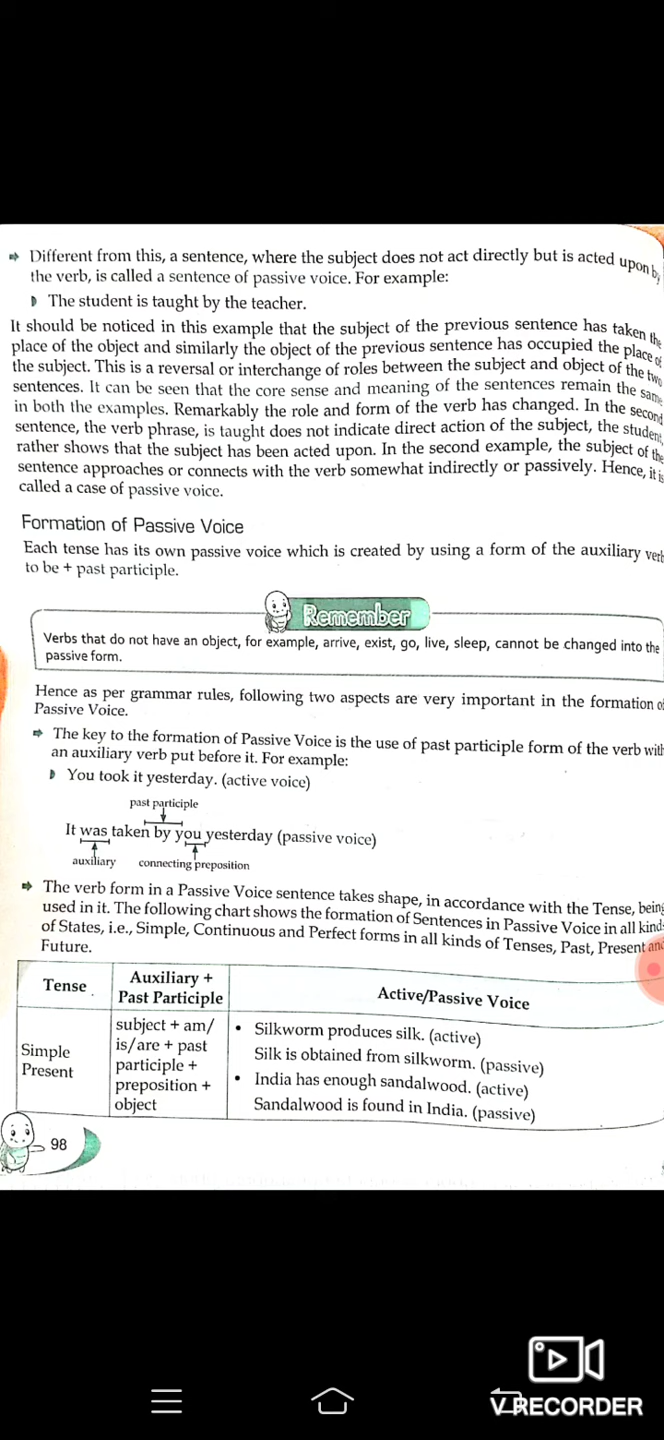 Different from this, a sentence, where the subject does not act directly but is acted upon by
the verb, is called a sentence of passive voice. For example:
The student is taught by the teacher.
It should be noticed in this example that the subject of the previous sentence has taken the
place of the object and similarly the object of the previous sentence has occupied the place of
the subject. This is a reversal or interchange of roles between the subject and object of the two
sentences. It can be seen that the core sense and meaning of the sentences remain the same
in both the examples. Remarkably the role and form of the verb has changed. In the second
sentence, the verb phrase, is taught does not indicate direct action of the subject, the student,
rather shows that the subject has been acted upon. In the second example, the subject of the
sentence approaches or connects with the verb somewhat indirectly or passively. Hence, it is
called a case of passive voice.
Formation of Passive Voice
Each tense has its own passive voice which is created by using a form of the auxiliary verb
to be + past participle.
Remember
Verbs that do not have an object, for example, arrive, exist, go, live, sleep, cannot be changed into the
passive form.
Hence as per grammar rules, following two aspects are very important in the formation of
Passive Voice.
The key to the formation of Passive Voice is the use of past participle form of the verb with
an auxiliary verb put before it. For example:
You took it yesterday. (active voice)
past participle
It was taken by you yesterday (passive voice)
auxiliary connecting preposition
The verb form in a Passive Voice sentence takes shape, in accordance with the Tense, being
used in it. The following chart shows the formation of Sentences in Passive Voice in all kinds
of States, i.e., Simple, Continuous and Perfect forms in all kinds of Tenses, Past, Present and
Future.
Tense
Auxiliary +
Past Participle
Active/Passive Voice
Simple
Present
subject + am/
is/are + past
participle +
preposition +
object
• Silkworm produces silk. (active)
Silk is obtained from silkworm. (passive)
• India has enough sandalwood. (active)
Sandalwood is found in India. (passive)
98
V RECORDER